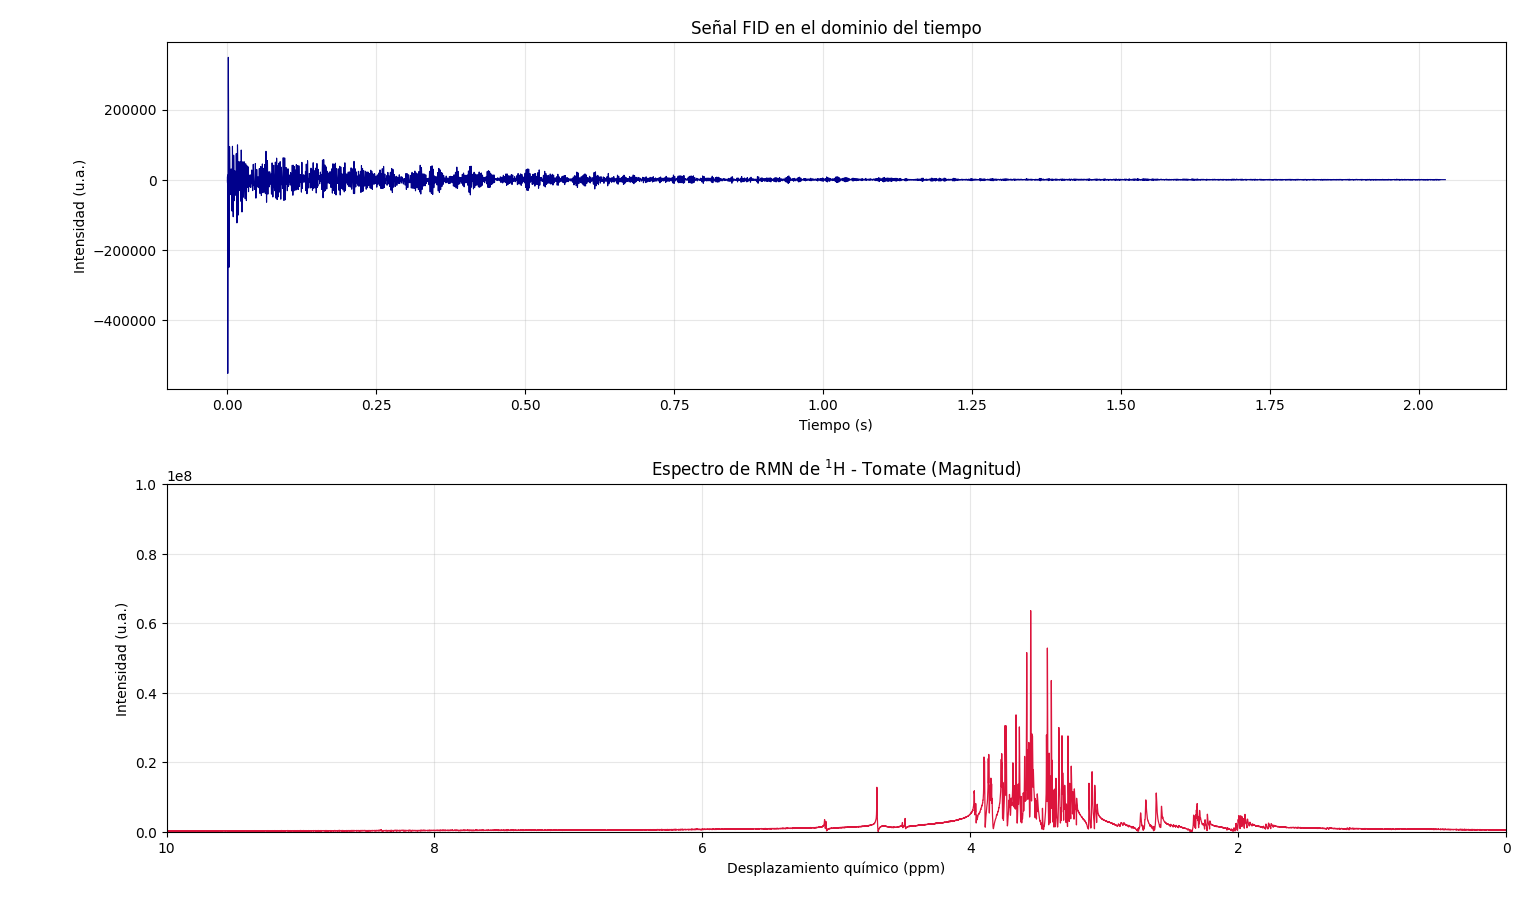 Señal FID en el dominio del tiempo
Intensidad (u.a.)
200000
0
−200000
−400000
0.00 0.25 0.50 0.75 1.00 1.25 1.50 1.75 2.00
Tiempo (s)
Espectro de RMN de ¹H - Tomate (Magnitud)
1e8
Intensidad (u.a.)
1.0
0.8
0.6
0.4
0.2
0.0
10 8 6 4 2 0
Desplazamiento químico (ppm)